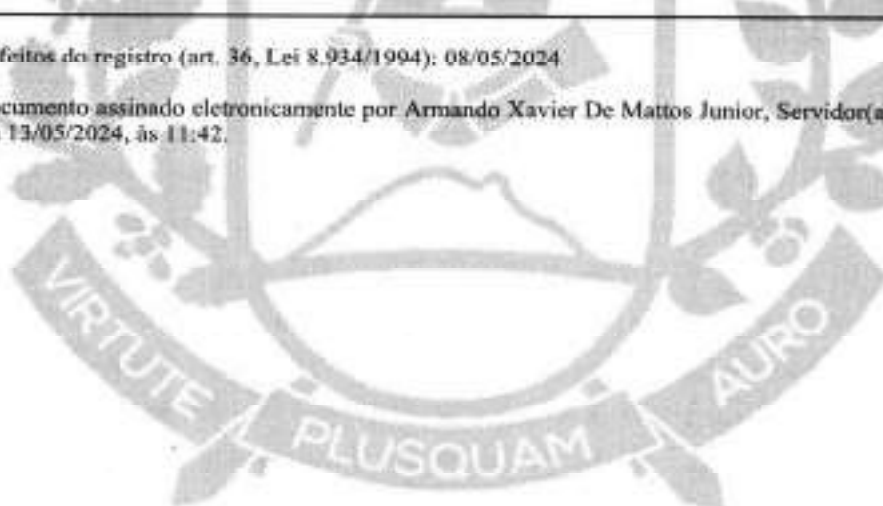 feitos do registro (art. 36, Lei 8.934/1994): 08/05/2024
ocumento assinado eletronicamente por Armando Xavier De Mattos Junior, Servidor(a
13/05/2024, às 11:42.
VIRTUTE PLUSQUAM AURO